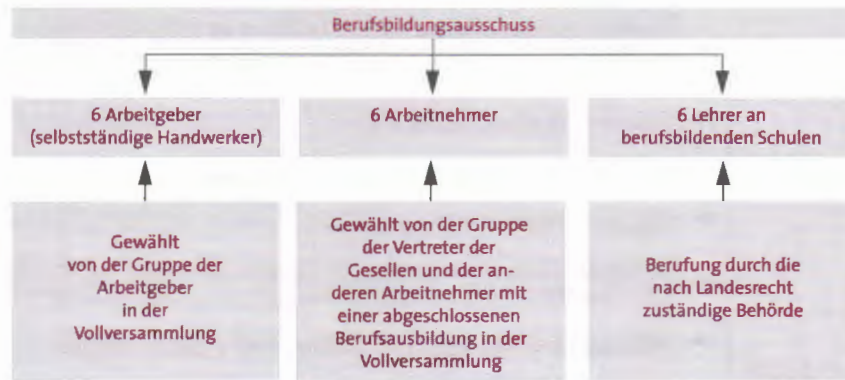 Berufsbildungsausschuss
6 Arbeitgeber
(selbstständige Handwerker)
6 Arbeitnehmer
6 Lehrer an
berufsbildenden Schulen
Gewählt
von der Gruppe der
Arbeitgeber
in der
Vollversammlung
Gewählt von der Gruppe
der Vertreter der
Gesellen und der an-
deren Arbeitnehmer mit
einer abgeschlossenen
Berufsausbildung in der
Vollversammlung
Berufung durch die
nach Landesrecht
zuständige Behörde